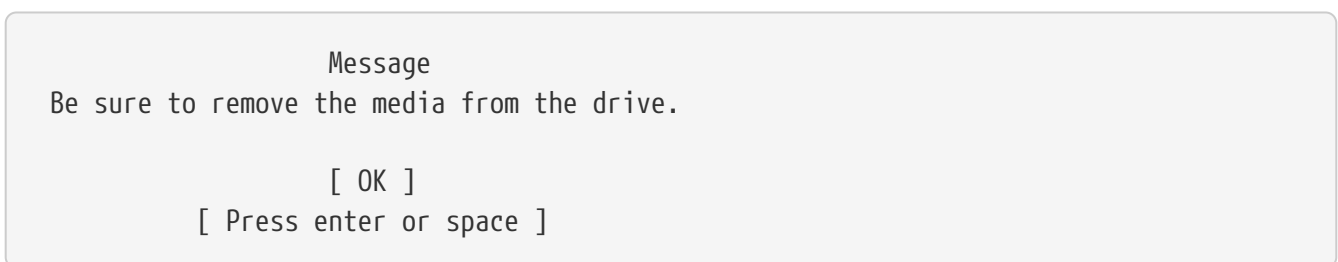 Message
Be sure to remove the media from the drive.
[ OK ]
[ Press enter or space ]